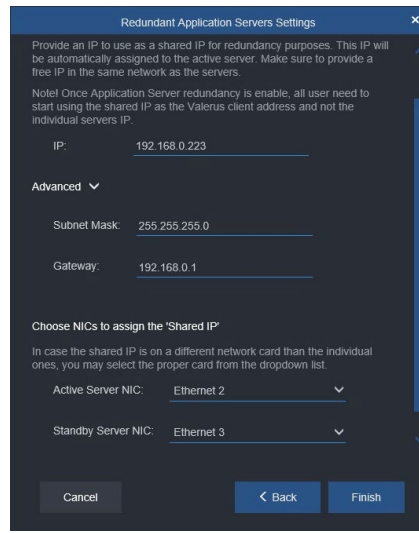 Redundant Application Servers Settings
Provide an IP to use as a shared IP for redundancy purposes. This IP will
be automatically assigned to the active server. Make sure to provide a
free IP in the same network as the servers.
Note! Once Application Server redundancy is enable, all user need to
start using the shared IP as the Valerus client address and not the
individual servers IP.
IP: 192.168.0.223
Advanced
Subnet Mask: 255.255.255.0
Gateway: 192.168.0.1
Choose NICs to assign the 'Shared IP'
In case the shared IP is on a different network card than the individual
ones, you may select the proper card from the dropdown list.
Active Server NIC: Ethernet 2
Standby Server NIC: Ethernet 3
Cancel Back Finish